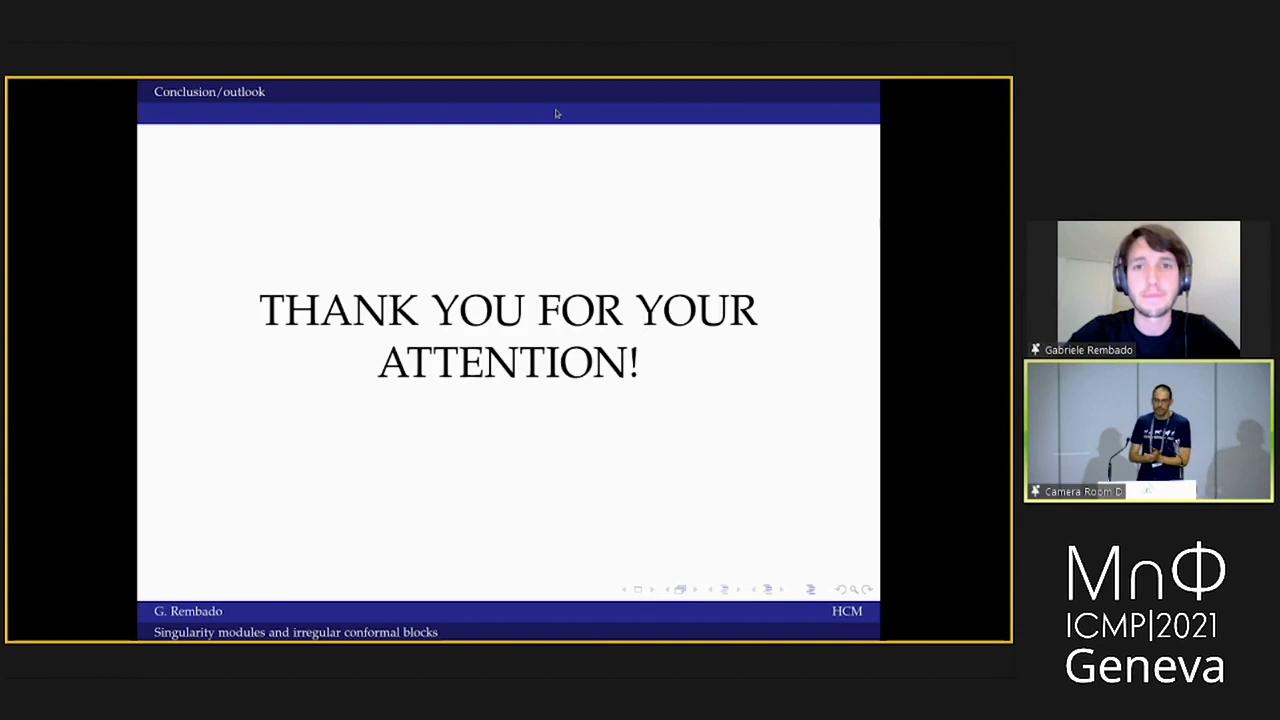 Conclusion/outlook
THANK YOU FOR YOUR
ATTENTION!
G. Rembado
HCM
Singularity modules and irregular conformal blocks
Gabriele Rembado
Camera Room D
MηΦ
ICMP|2021
Geneva